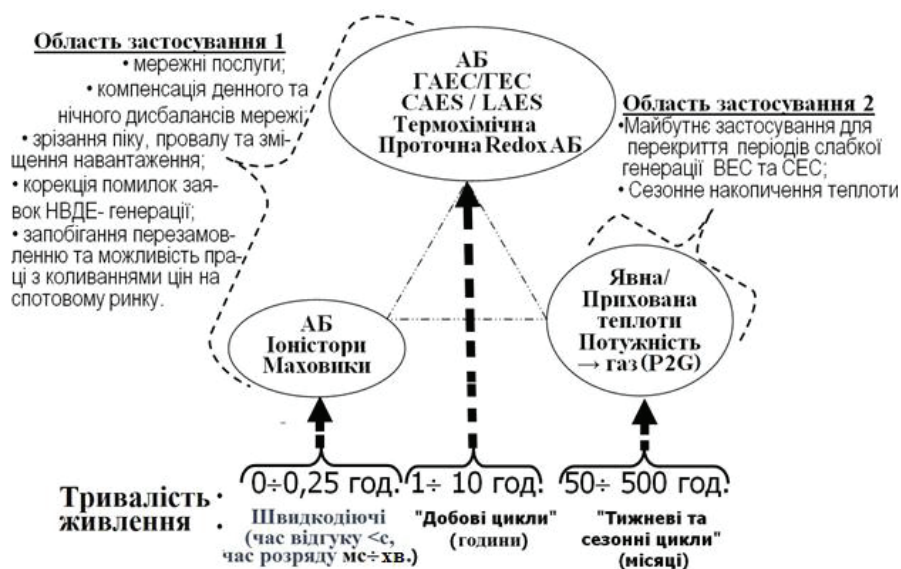 Область застосування 1
• мережні послуги;
• компенсація денного та
нічного дисбалансів мережі;
• зрізання піку, провалу та змі-
щення навантаження;
• корекція помилок зая-
вок НВДЕ- генерації;
• запобігання перезамов-
ленню та можливість пра-
ці з коливаннями цін на
спотовому ринку.
АБ
ГАЕС/ГЕС
CAES / LAES
Термохімічна
Проточна Redox АБ
Область застосування 2
•Майбутнє застосування для
перекриття періодів слабкої
генерації ВЕС та СЕС;
• Сезонне накопичення теплоти
АБ
Іоністори
Маховики
Явна/
Прихована
теплоти
Потужність
→ газ (P2G)
Тривалість
живлення :
0÷0,25 год.
Швидкодіючі
(час відгуку <с,
час розряду мс÷хв.)
1÷ 10 год.
"Добові цикли"
(години)
50÷ 500 год.
"Тижневі та
сезонні цикли"
(місяці)